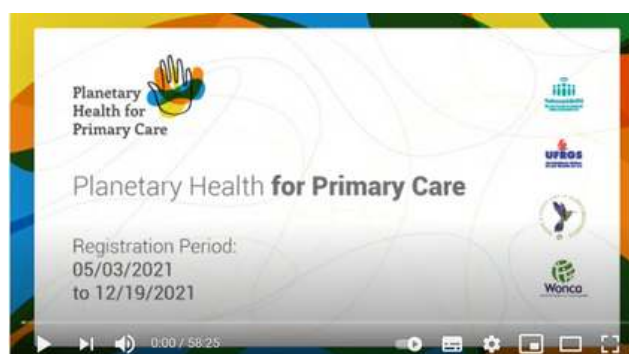 Planetary
Health for
Primary Care
Planetary Health for Primary Care
Registration Period:
05/03/2021
to 12/19/2021
UFRGS
Wonca
0:00 / 58:25